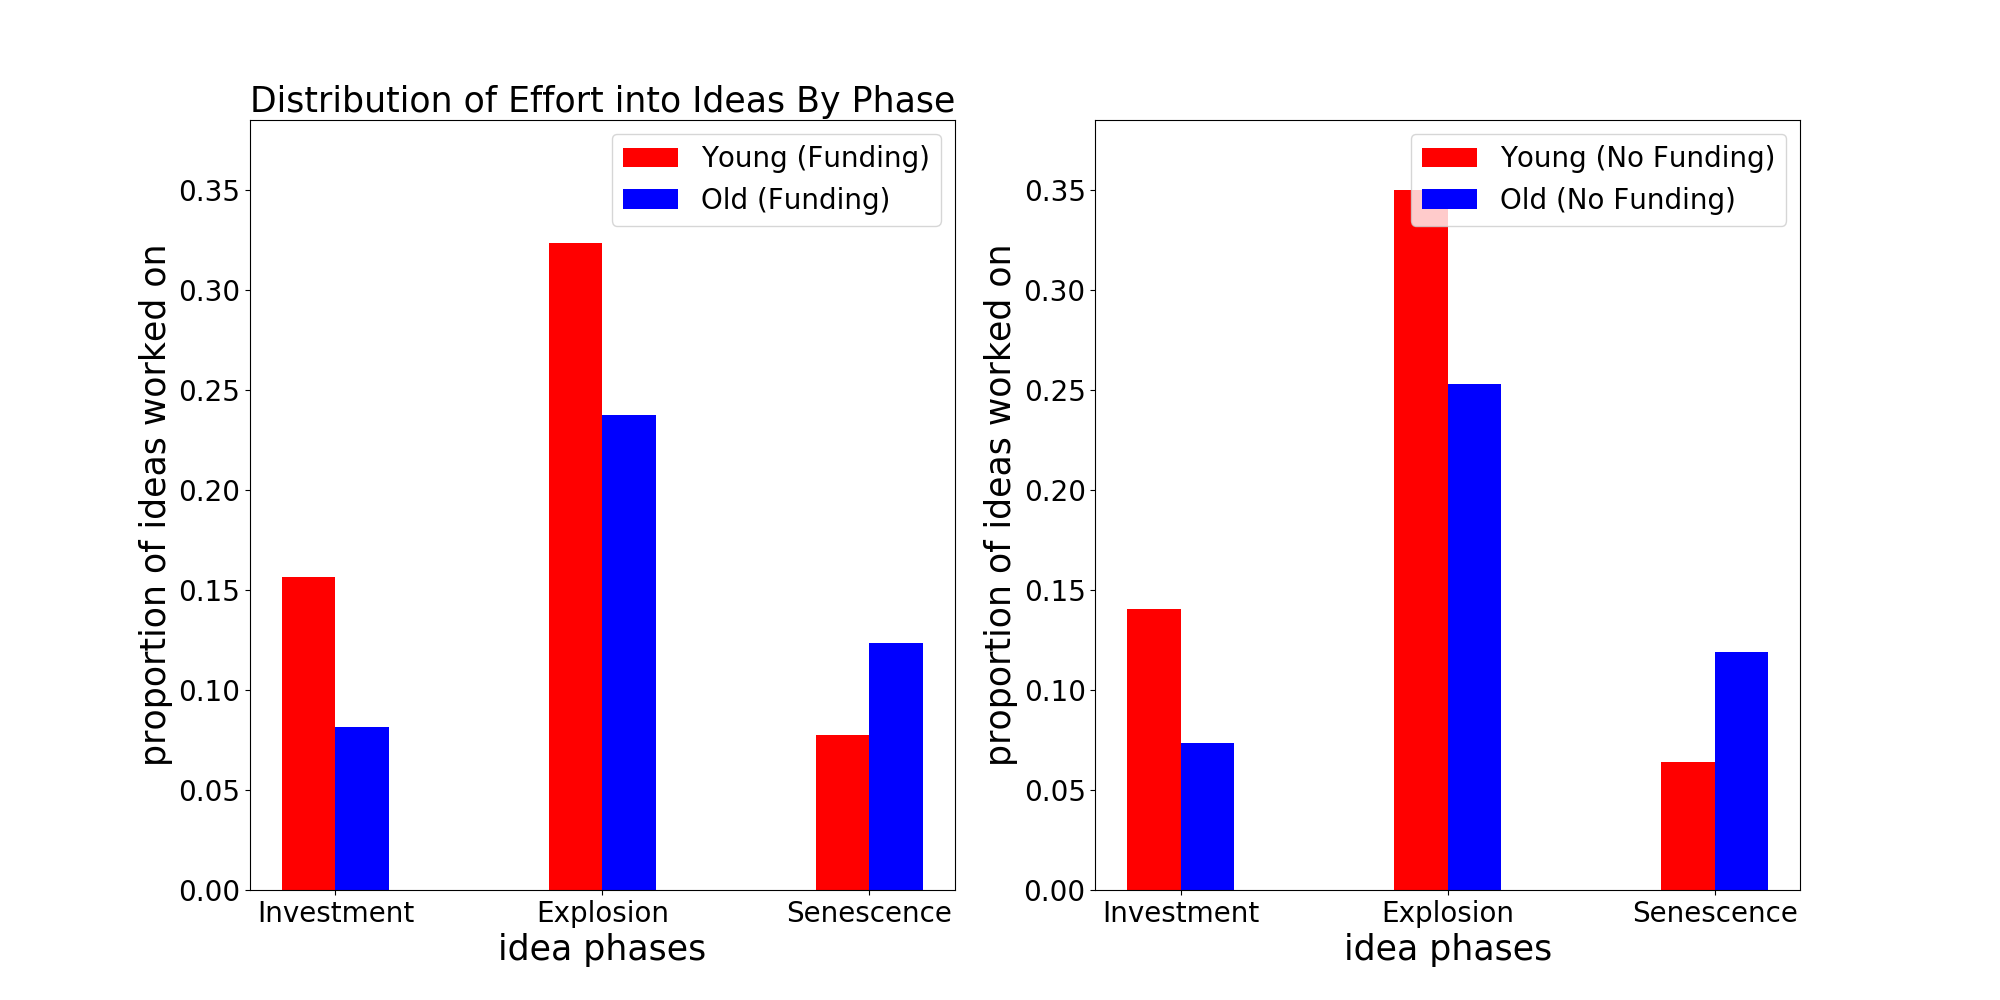 Distribution of Effort into Ideas By Phase
Young (Funding)
Old (Funding)
0.35
0.30
0.25
0.20
0.15
0.10
0.05
0.00
proportion of ideas worked on
Investment Explosion Senescence
idea phases
Young (No Funding)
Old (No Funding)
0.35
0.30
0.25
0.20
0.15
0.10
0.05
0.00
proportion of ideas worked on
Investment Explosion Senescence
idea phases